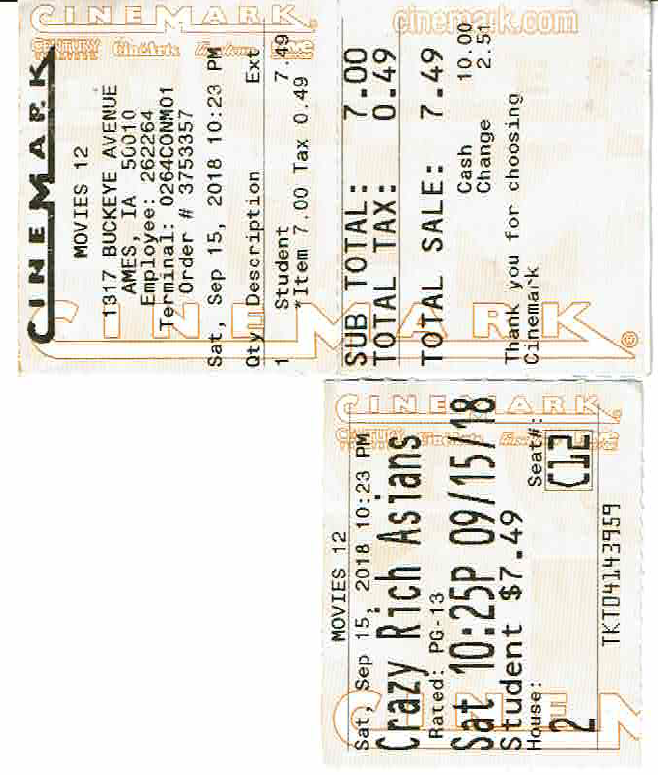 CINEMARK
CENTURY THEATRES CinéArts Tinseltown
MOVIES 12
1317 BUCKEYE AVENUE
AMES, IA 50010
Employee: 262264
Terminal: 0264CONM01
Order # 3753357
Sat, Sep 15, 2018 10:23 PM
Qty Description Ext
1 Student 7.49
*Item 7.00 Tax 0.49
cinemark.com
SUB TOTAL: 7.00
TOTAL TAX: 0.49
TOTAL SALE: 7.49
Cash 10.00
Change 2.51
Thank you for choosing
Cinemark
CINEMARK
CINEMARK
MOVIES 12
Sat, Sep 15, 2018 10:23 PM
Crazy Rich Asians
Rated: PG-13
Sat 10:25P 09/15/18
Student $7.49
House: Seat#:
2 C12
TKT04143959
CINEM